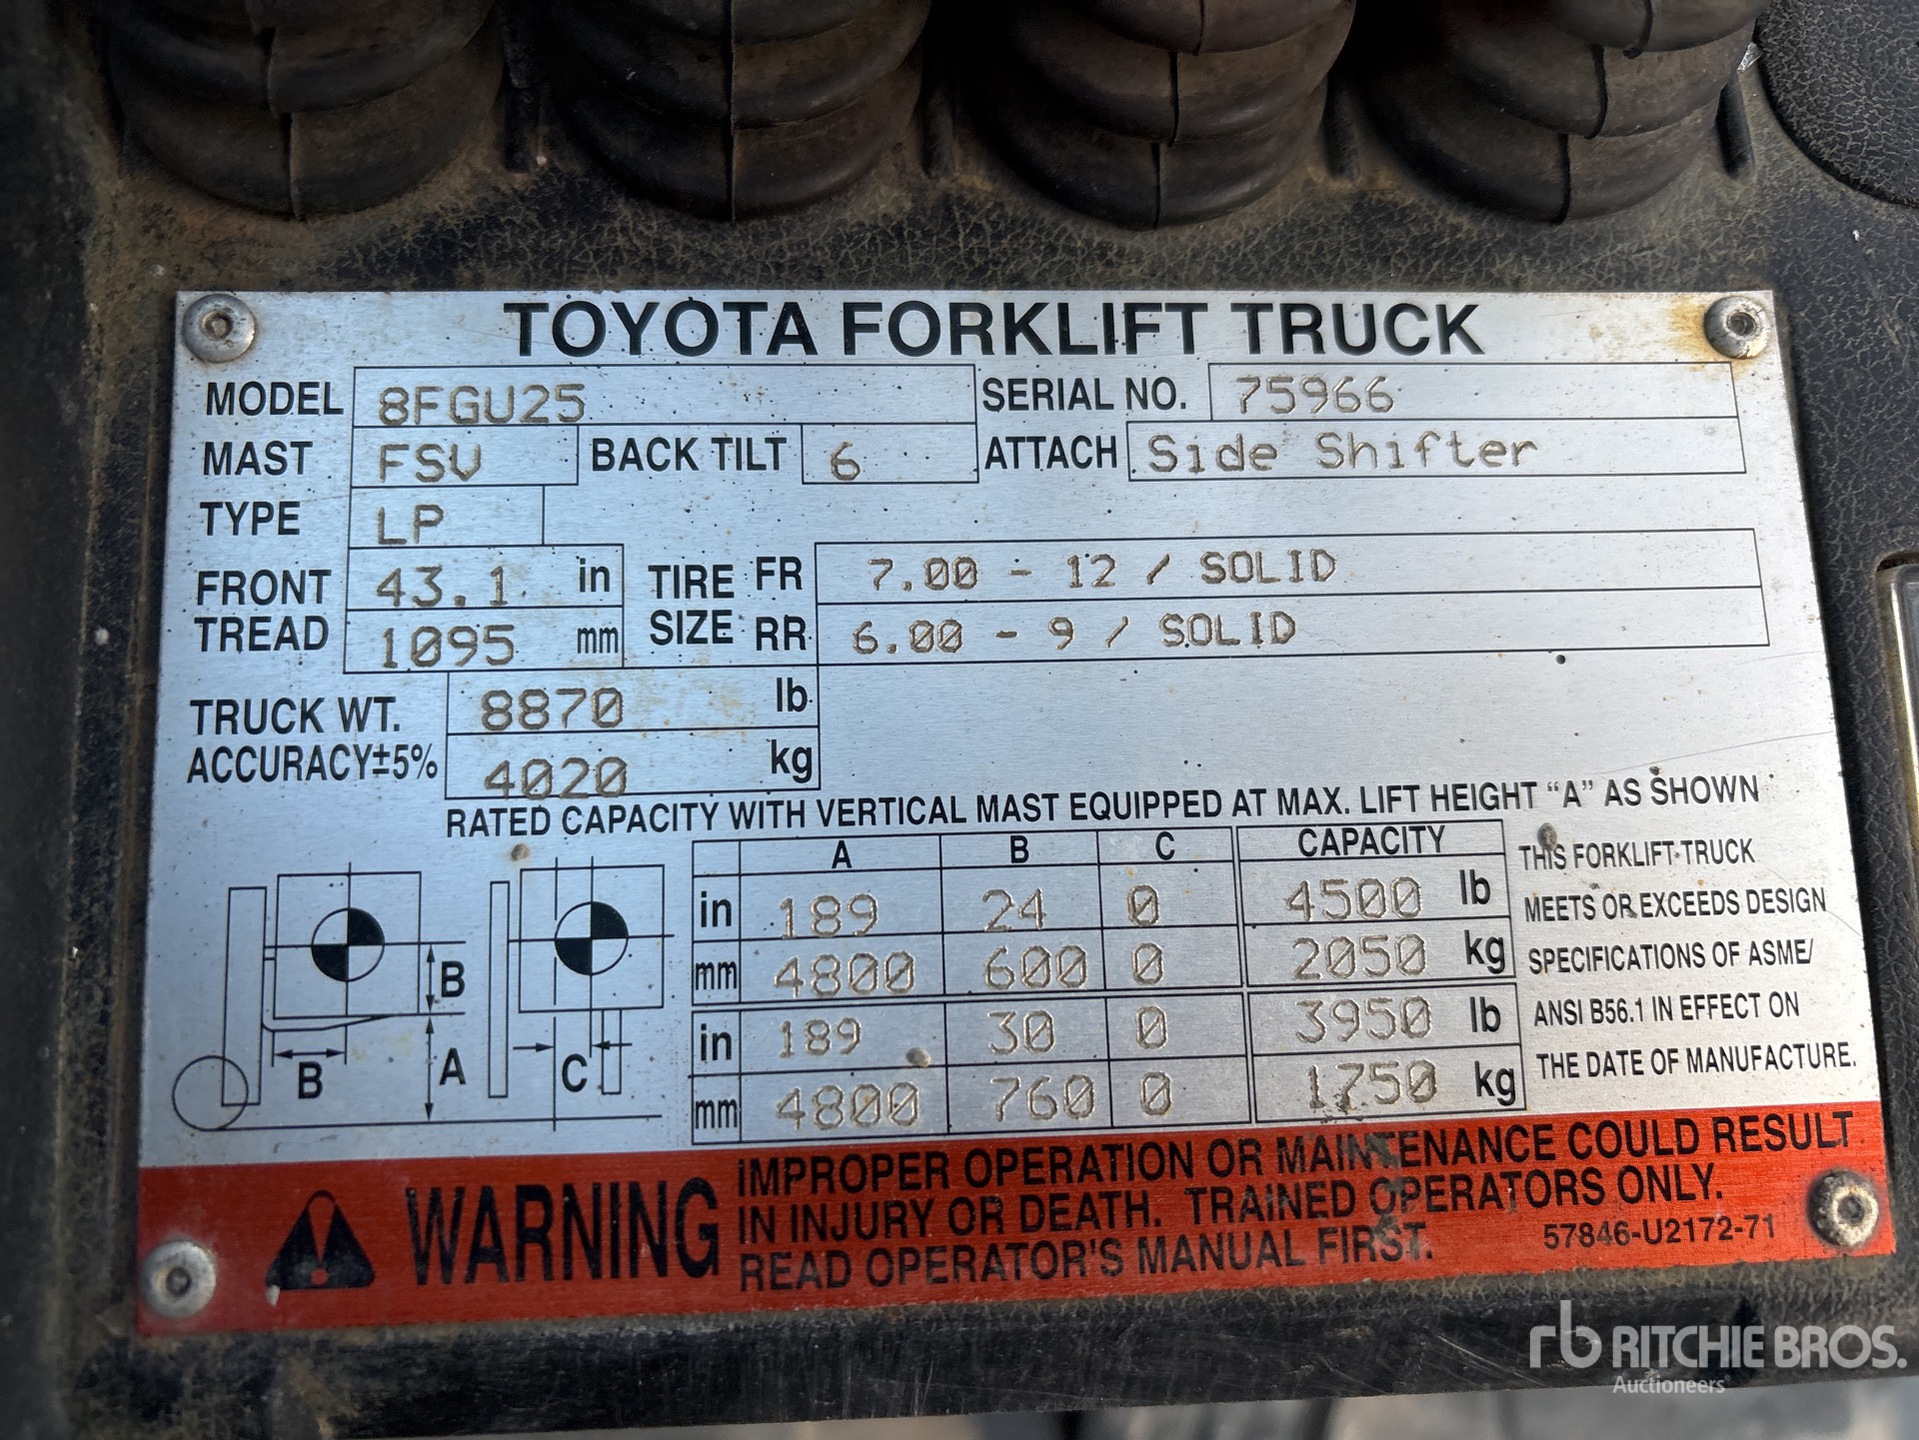 TOYOTA FORKLIFT TRUCK
MODEL 8FGU25 SERIAL NO. 75966
MAST FSV BACK TILT 6 ATTACH Side Shifter
TYPE LP
FRONT TREAD 43.1 in TIRE SIZE FR 7.00 - 12 / SOLID
1095 mm RR 6.00 - 9 / SOLID
TRUCK WT. 8870 lb
ACCURACY±5% 4020 kg
RATED CAPACITY WITH VERTICAL MAST EQUIPPED AT MAX. LIFT HEIGHT "A" AS SHOWN
A B C CAPACITY
in 189 24 0 4500 lb
mm 4800 600 0 2050 kg
in 189 30 0 3950 lb
mm 4800 760 0 1750 kg
B
B
A
C
THIS FORKLIFT TRUCK
MEETS OR EXCEEDS DESIGN
SPECIFICATIONS OF ASME/
ANSI B56.1 IN EFFECT ON
THE DATE OF MANUFACTURE.
WARNING
IMPROPER OPERATION OR MAINTENANCE COULD RESULT
IN INJURY OR DEATH. TRAINED OPERATORS ONLY.
READ OPERATOR'S MANUAL FIRST. 57846-U2172-71
rb RITCHIE BROS.
Auctioneers